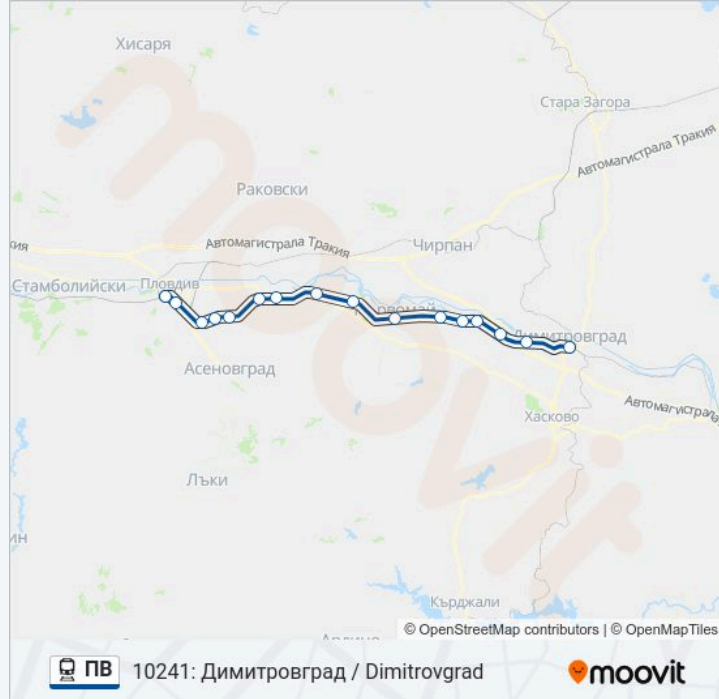 Хисаря
Стара Загора
Автомагистрала Тракия
Раковски
Автомагистрала Тракия
Чирпан
Стамболийски
Пловдив
Димитровград
Асеновград
Автомагистрала
Хасково
Лъки
Кърджали
© OpenStreetMap contributors | © OpenMapTiles
ПВ 10241: Димитровград / Dimitrovgrad
moovit